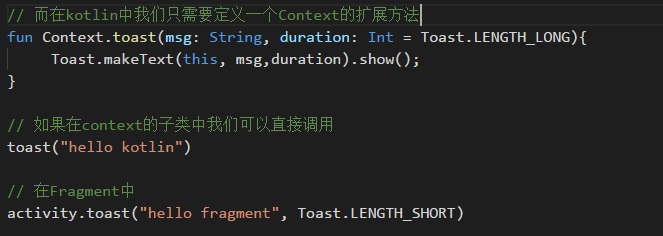 // 而在kotlin中我们只需要定义一个Context的扩展方法
fun Context.toast(msg: String, duration: Int = Toast.LENGTH_LONG){
Toast.makeText(this, msg,duration).show();
}
// 如果在context的子类中我们可以直接调用
toast("hello kotlin")
// 在Fragment中
activity.toast("hello fragment", Toast.LENGTH_SHORT)